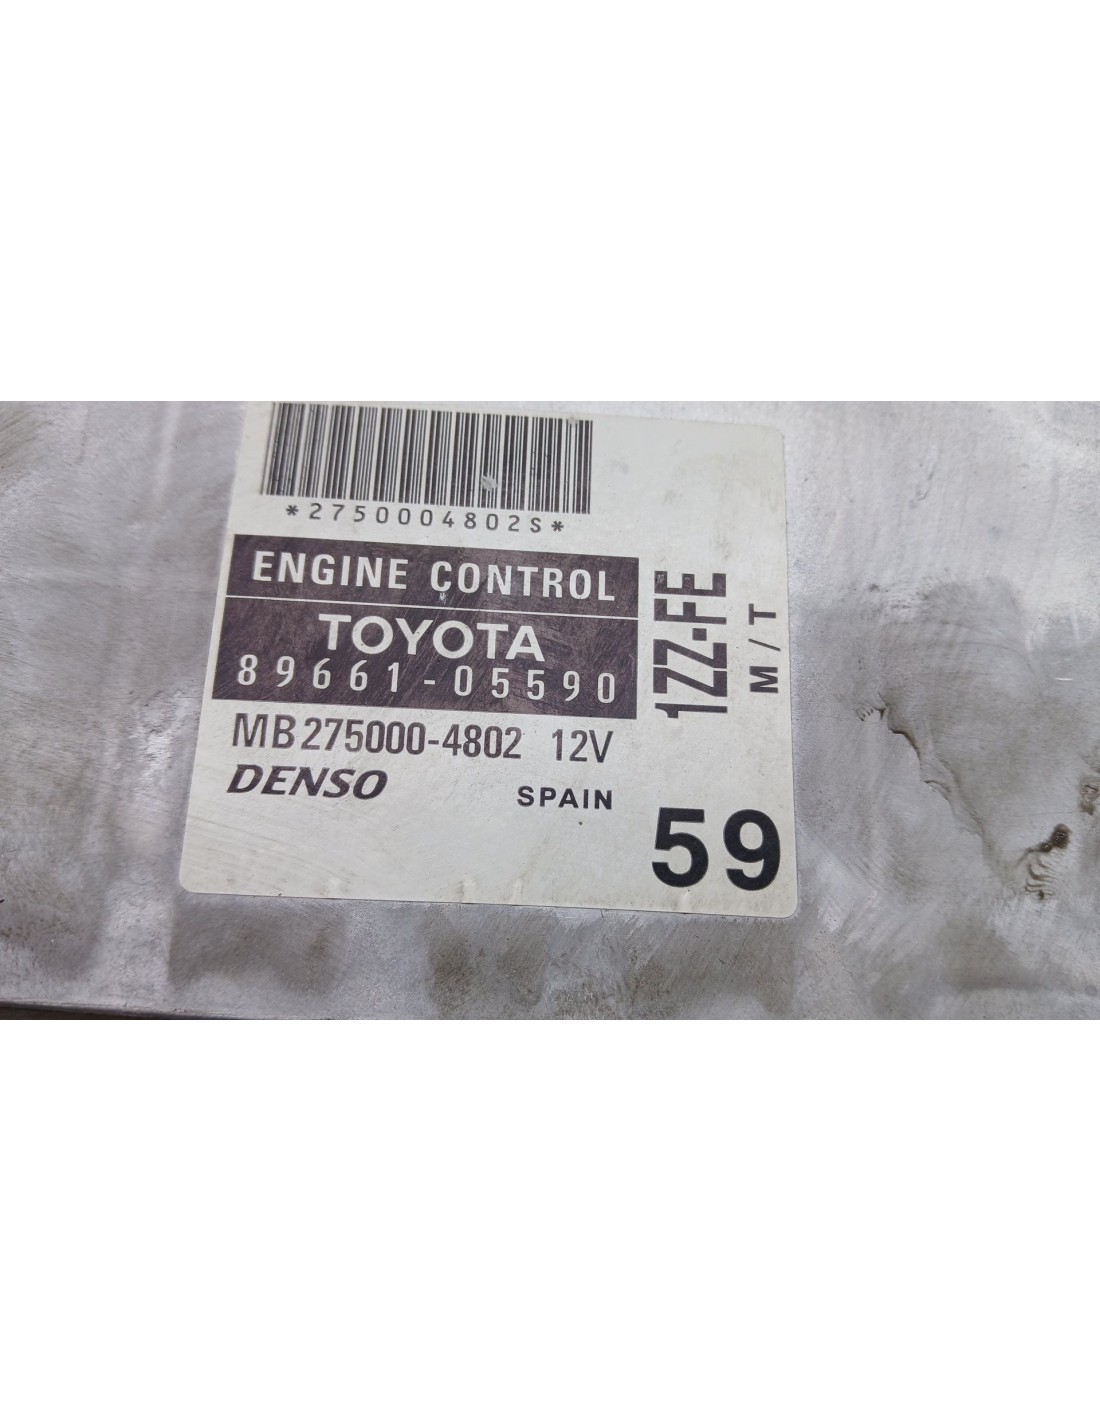 *2750004802S*
ENGINE CONTROL
TOYOTA
89661-05590
MB275000-4802 12V
DENSO SPAIN
59
1ZZ-FE
M/T